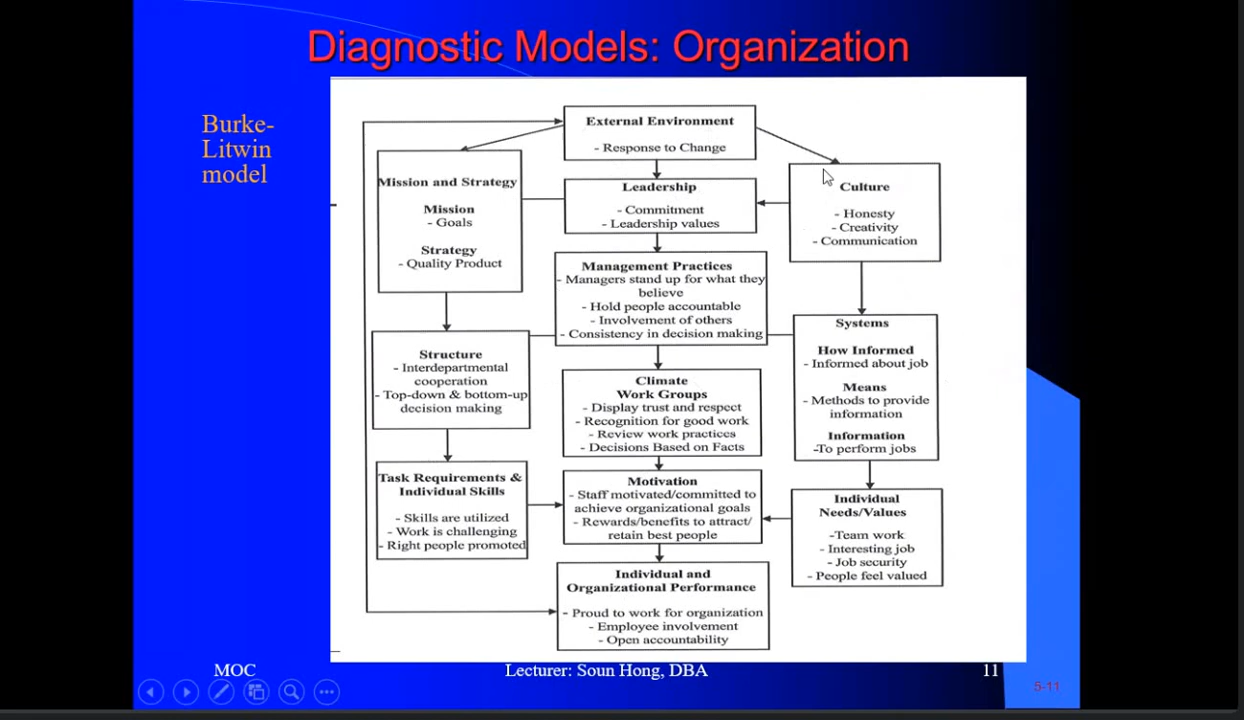 Diagnostic Models: Organization
Burke-
Litwin
model
External Environment
- Response to Change
Mission and Strategy
Mission
- Goals
Strategy
- Quality Product
Leadership
- Commitment
- Leadership values
Culture
- Honesty
- Creativity
- Communication
Management Practices
- Managers stand up for what they
believe
- Hold people accountable
- Involvement of others
- Consistency in decision making
Structure
- Interdepartmental
cooperation
- Top-down & bottom-up
decision making
Climate
Work Groups
- Display trust and respect
- Recognition for good work
- Review work practices
- Decisions Based on Facts
Systems
How Informed
- Informed about job
Means
- Methods to provide
information
Information
-To perform jobs
Task Requirements &
Individual Skills
- Skills are utilized
- Work is challenging
- Right people promoted
Motivation
- Staff motivated/committed to
achieve organizational goals
- Rewards/benefits to attract/
retain best people
Individual
Needs/Values
-Team work
- Interesting job
- Job security
- People feel valued
Individual and
Organizational Performance
- Proud to work for organization
- Employee involvement
- Open accountability
MOC
Lecturer: Soun Hong, DBA
11
5-11